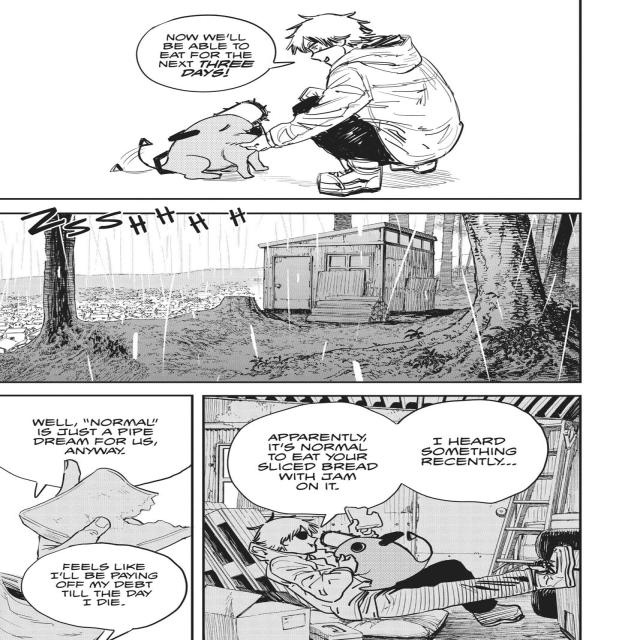 NOW WE'LL
BE ABLE TO
EAT FOR THE
NEXT THREE
DAYS!
ZSSHHHH
I HEARD
SOMETHING
RECENTLY...
APPARENTLY,
IT'S NORMAL
TO EAT YOUR
SLICED BREAD
WITH JAM
ON IT.
WELL, "NORMAL"
IS JUST A PIPE
DREAM FOR US,
ANYWAY.
FEELS LIKE
I'LL BE PAYING
OFF MY DEBT
TILL THE DAY
I DIE.